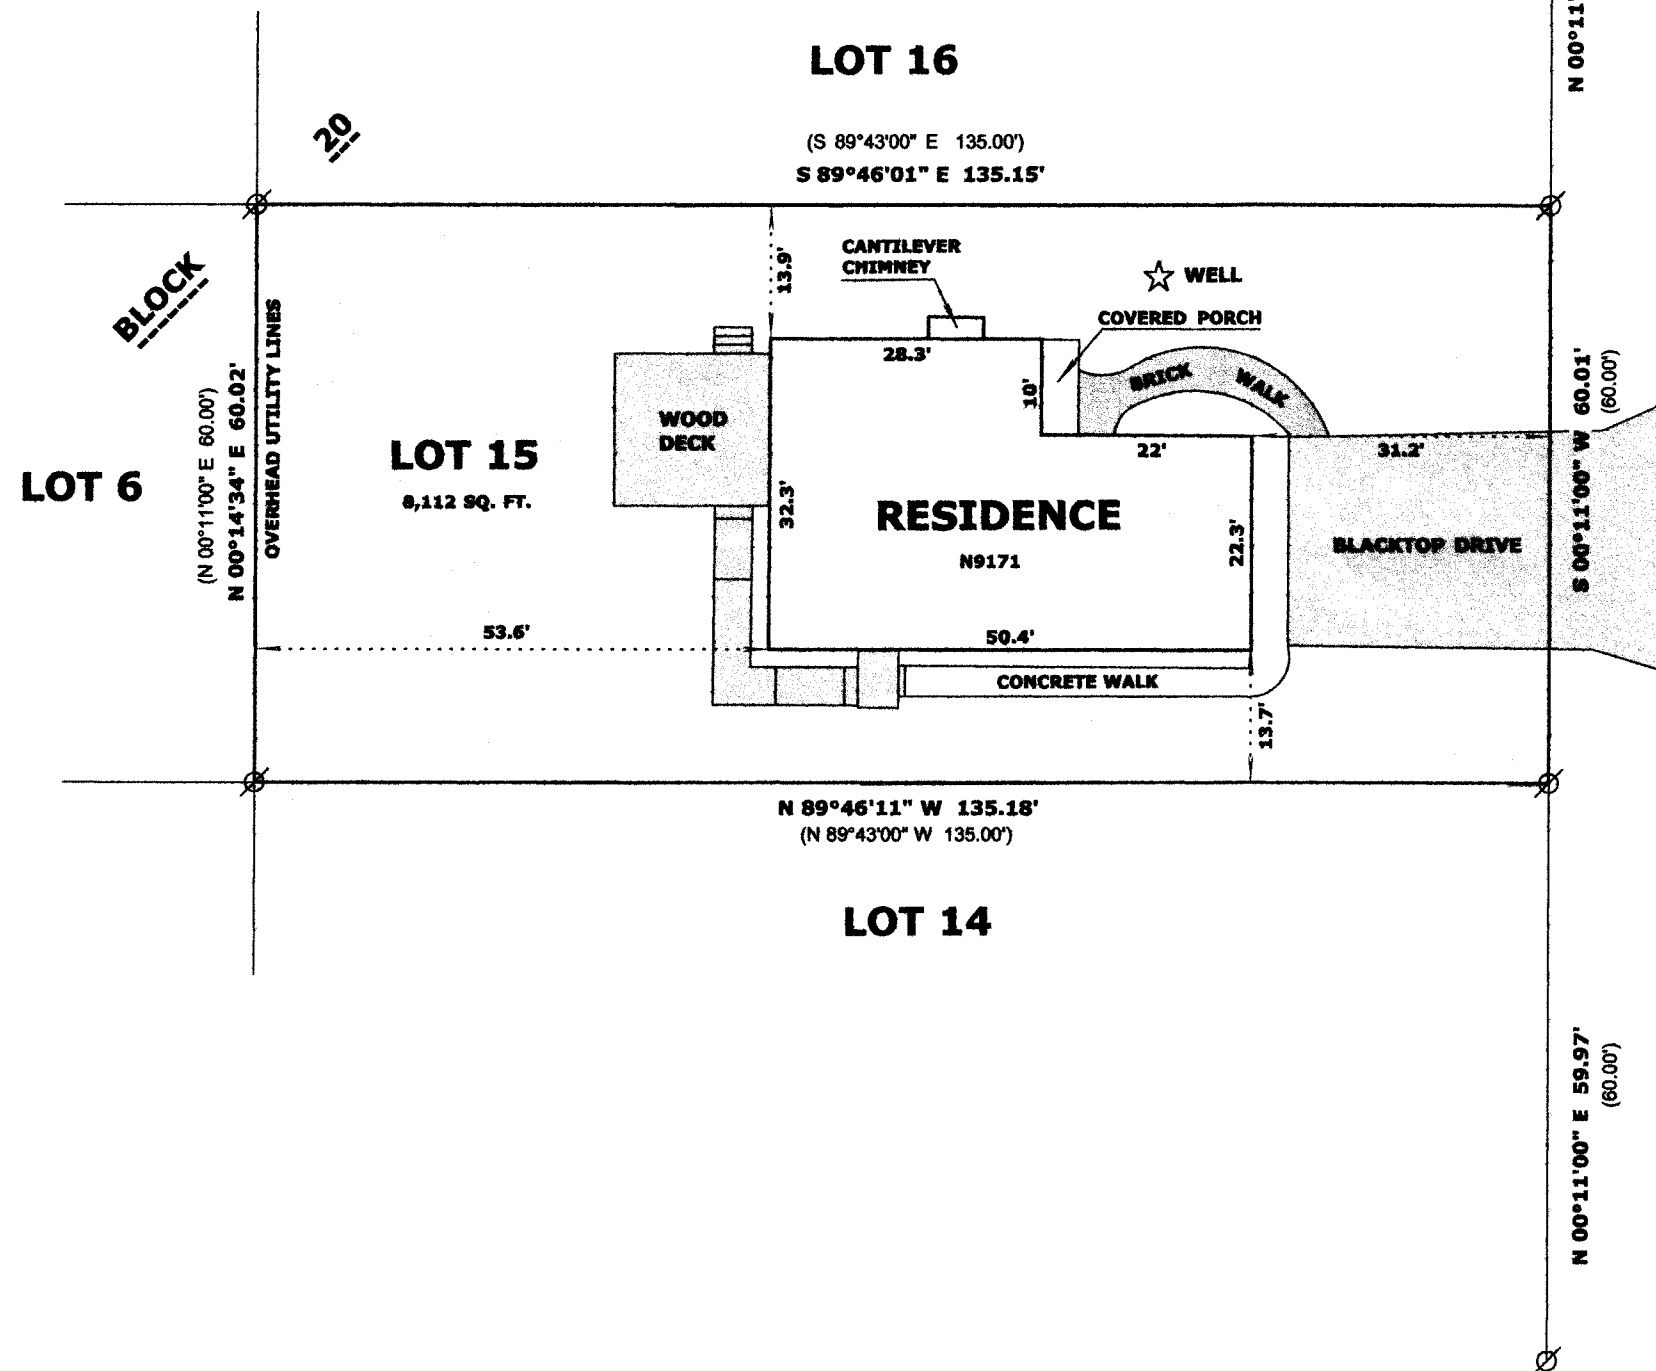 LOT 16
N 00°11'
20
(S 89°43'00" E 135.00')
S 89°46'01" E 135.15'
BLOCK
CANTILEVER
CHIMNEY
13.9'
WELL
COVERED PORCH
28.3'
10'
BRICK WALK
WOOD
DECK
LOT 15
8,112 SQ. FT.
LOT 6
(N 00°11'00" E 60.00')
N 00°14'34" E 60.02'
OVERHEAD UTILITY LINES
22'
31.2'
32.3'
RESIDENCE
N9171
22.3'
BLACKTOP DRIVE
S 00°11'00" W 60.01'
(60.00')
53.6'
50.4'
CONCRETE WALK
13.7'
N 89°46'11" W 135.18'
(N 89°43'00" W 135.00')
LOT 14
N 00°11'00" E 59.97'
(60.00')